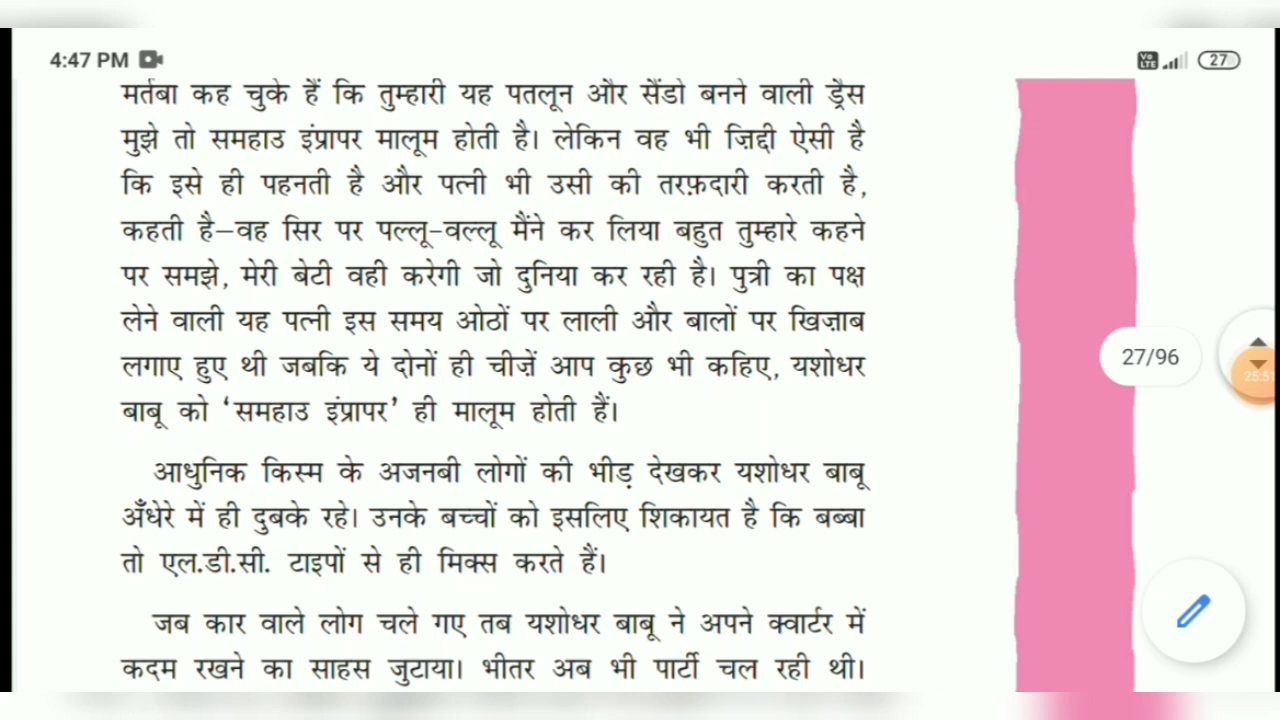 4:47 PM
Vo LTE
27
मर्तबा कह चुके हैं कि तुम्हारी यह पतलून और सेंडो बनने वाली ड्रैस
मुझे तो समहाउ इंप्रापर मालूम होती है। लेकिन वह भी ज़िद्दी ऐसी है
कि इसे ही पहनती है और पत्नी भी उसी की तरफ़दारी करती है,
कहती है–वह सिर पर पल्लू-वल्लू मैंने कर लिया बहुत तुम्हारे कहने
पर समझे, मेरी बेटी वही करेगी जो दुनिया कर रही है। पुत्री का पक्ष
लेने वाली यह पत्नी इस समय ओठों पर लाली और बालों पर खिज़ाब
लगाए हुए थी जबकि ये दोनों ही चीज़ें आप कुछ भी कहिए, यशोधर
बाबू को ‘समहाउ इंप्रापर’ ही मालूम होती हैं।
आधुनिक किस्म के अजनबी लोगों की भीड़ देखकर यशोधर बाबू
अँधेरे में ही दुबके रहे। उनके बच्चों को इसलिए शिकायत है कि बब्बा
तो एल.डी.सी. टाइपों से ही मिक्स करते हैं।
जब कार वाले लोग चले गए तब यशोधर बाबू ने अपने क्वार्टर में
कदम रखने का साहस जुटाया। भीतर अब भी पार्टी चल रही थी।
27/96
25:51